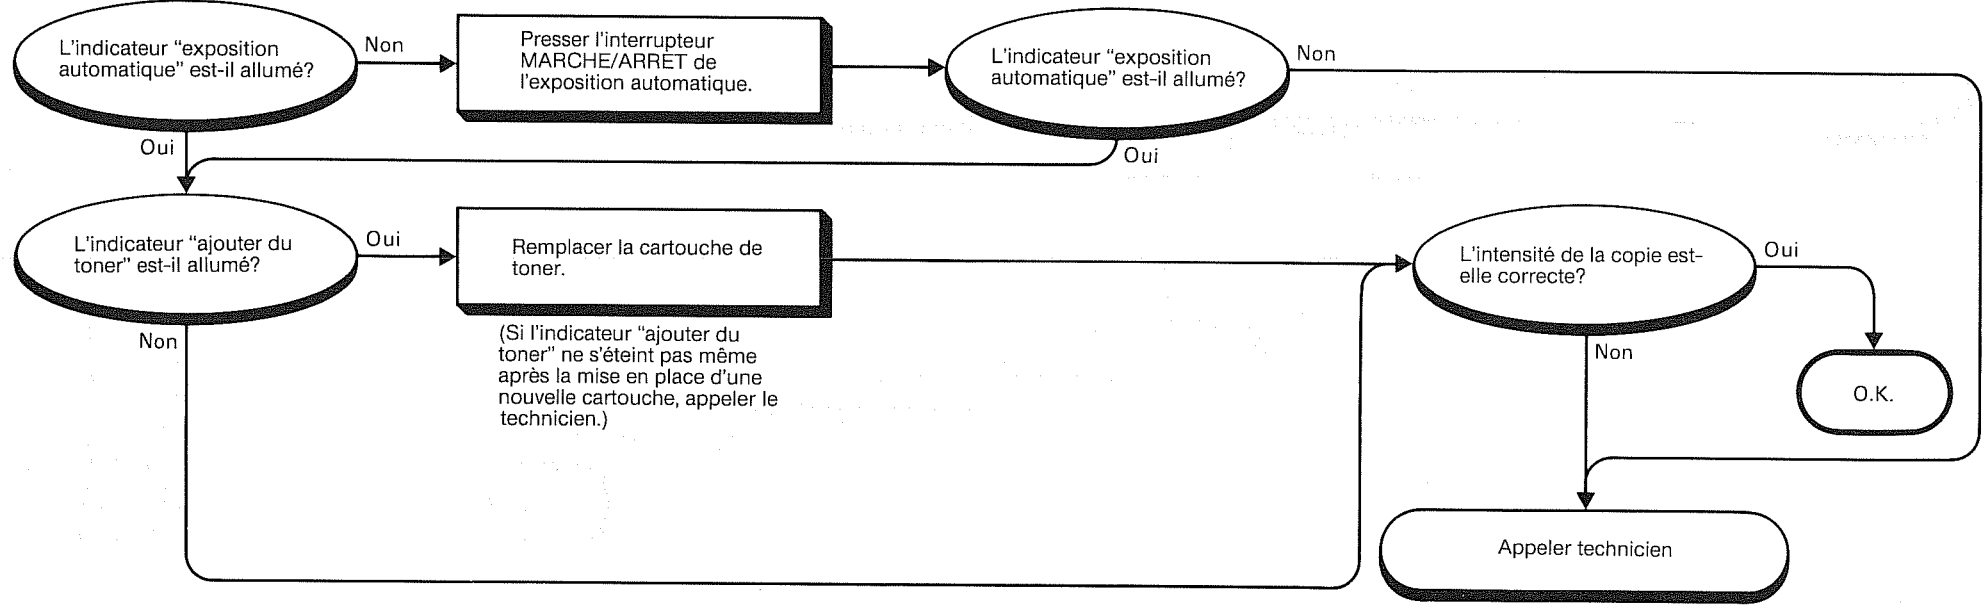 L'indicateur “exposition
automatique” est-il allumé?
Non
Presser l'interrupteur
MARCHE/ARRET de
l'exposition automatique.
L'indicateur “exposition
automatique” est-il allumé?
Non
Oui
Oui
L'indicateur “ajouter du
toner” est-il allumé?
Oui
Remplacer la cartouche de
toner.
L'intensité de la copie est-
elle correcte?
Oui
Non
(Si l'indicateur “ajouter du
toner” ne s'éteint pas même
après la mise en place d'une
nouvelle cartouche, appeler le
technicien.)
Non
O.K.
Appeler technicien